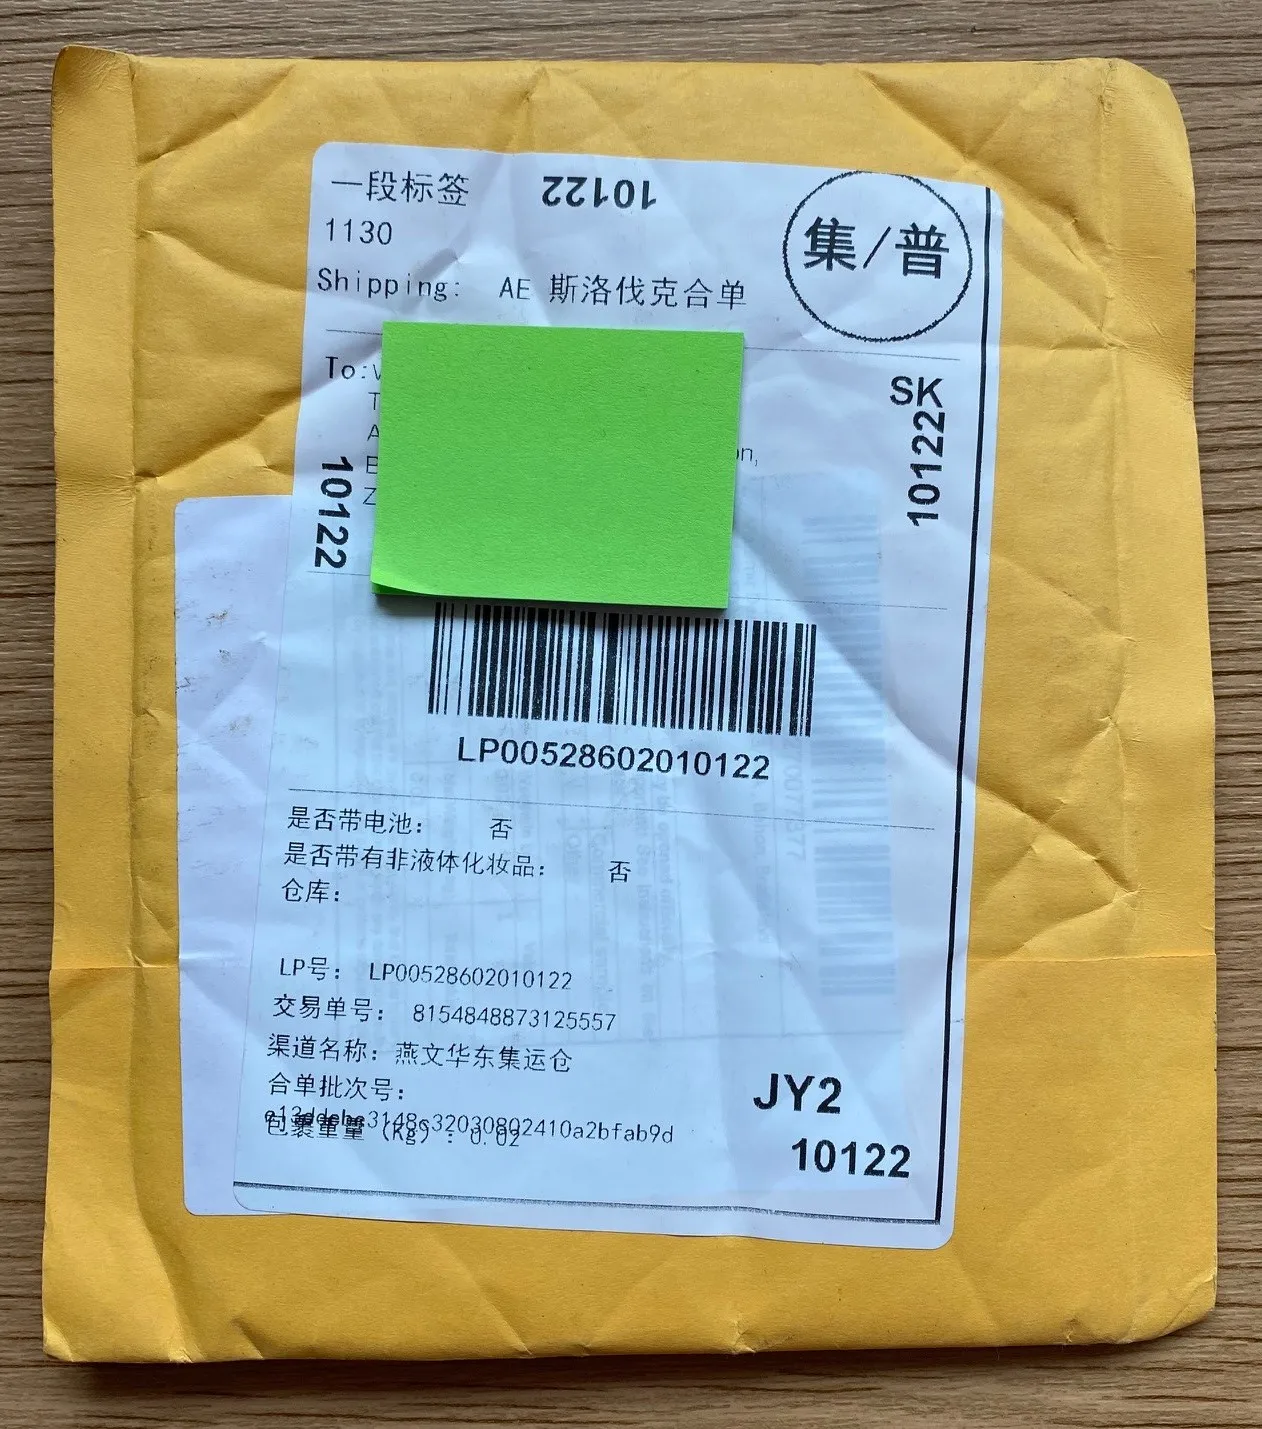 一段标签
10122
集/普
1130
Shipping: AE 斯洛伐克合单
To:
SK
10122
10122
LP00528602010122
是否带电池: 否
是否带有非液体化妆品: 否
仓库:
LP号: LP00528602010122
交易单号: 8154848873125557
渠道名称: 燕文华东集运仓
合单批次号:
包裹重量 (Kg) : 0.02
JY2
10122